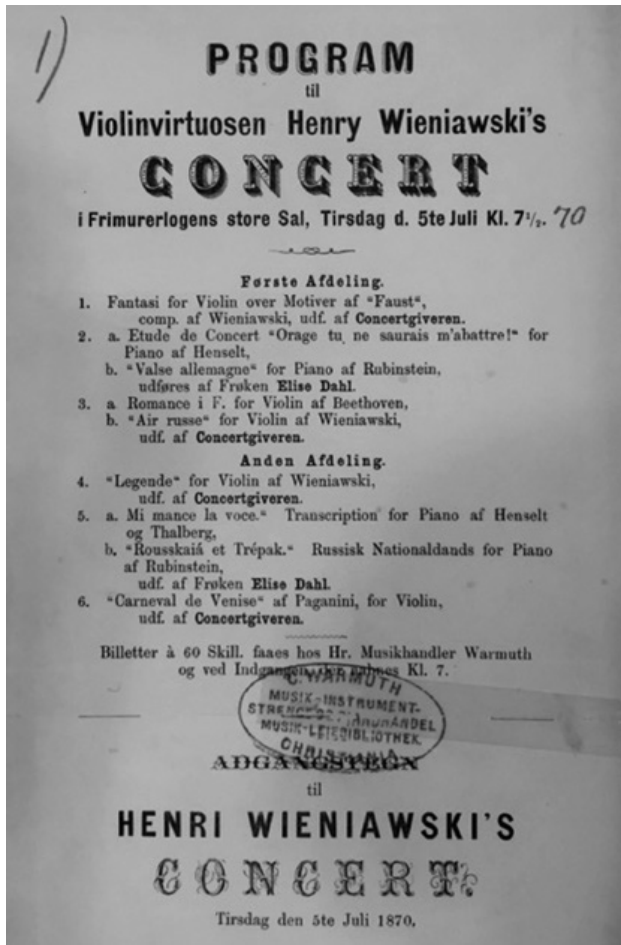 1)
PROGRAM
til
Violinvirtuosen Henry Wieniawski's
CONCERT
i Frimurerlogens store Sal, Tirsdag d. 5te Juli Kl. 7½. 70
Første Afdeling.
1. Fantasi for Violin over Motiver af “Faust“,
comp. af Wieniawski, udf. af Concertgiveren.
2. a. Etude de Concert “Orage tu ne saurais m'abattre!“ for
Piano af Henselt,
b. “Valse allemagne“ for Piano af Rubinstein,
udføres af Frøken Elise Dahl.
3. a Romance i F. for Violin af Beethoven,
b. “Air russe“ for Violin af Wieniawski,
udf. af Concertgiveren.
Anden Afdeling.
4. “Legende“ for Violin af Wieniawski,
udf. af Concertgiveren.
5. a. Mi mance la voce.“ Transcription for Piano af Henselt
og Thalberg,
b. “Rousskaiá et Trépak.“ Russisk Nationaldands for Piano
af Rubinstein,
udf. af Frøken Elise Dahl.
6. “Carneval de Venise“ af Paganini, for Violin,
udf. af Concertgiveren.
Billetter à 60 Skill. faaes hos Hr. Musikhandler Warmuth
og ved Indgangen, der aabnes Kl. 7.
C. WARMUTH
MUSIK-INSTRUMENT-
MUSIK-LEIEBIBLIOTHEK
CHRISTIANIA
ADGANGSTEGN
til
HENRI WIENIAWSKI'S
CONCERT.
Tirsdag den 5te Juli 1870.